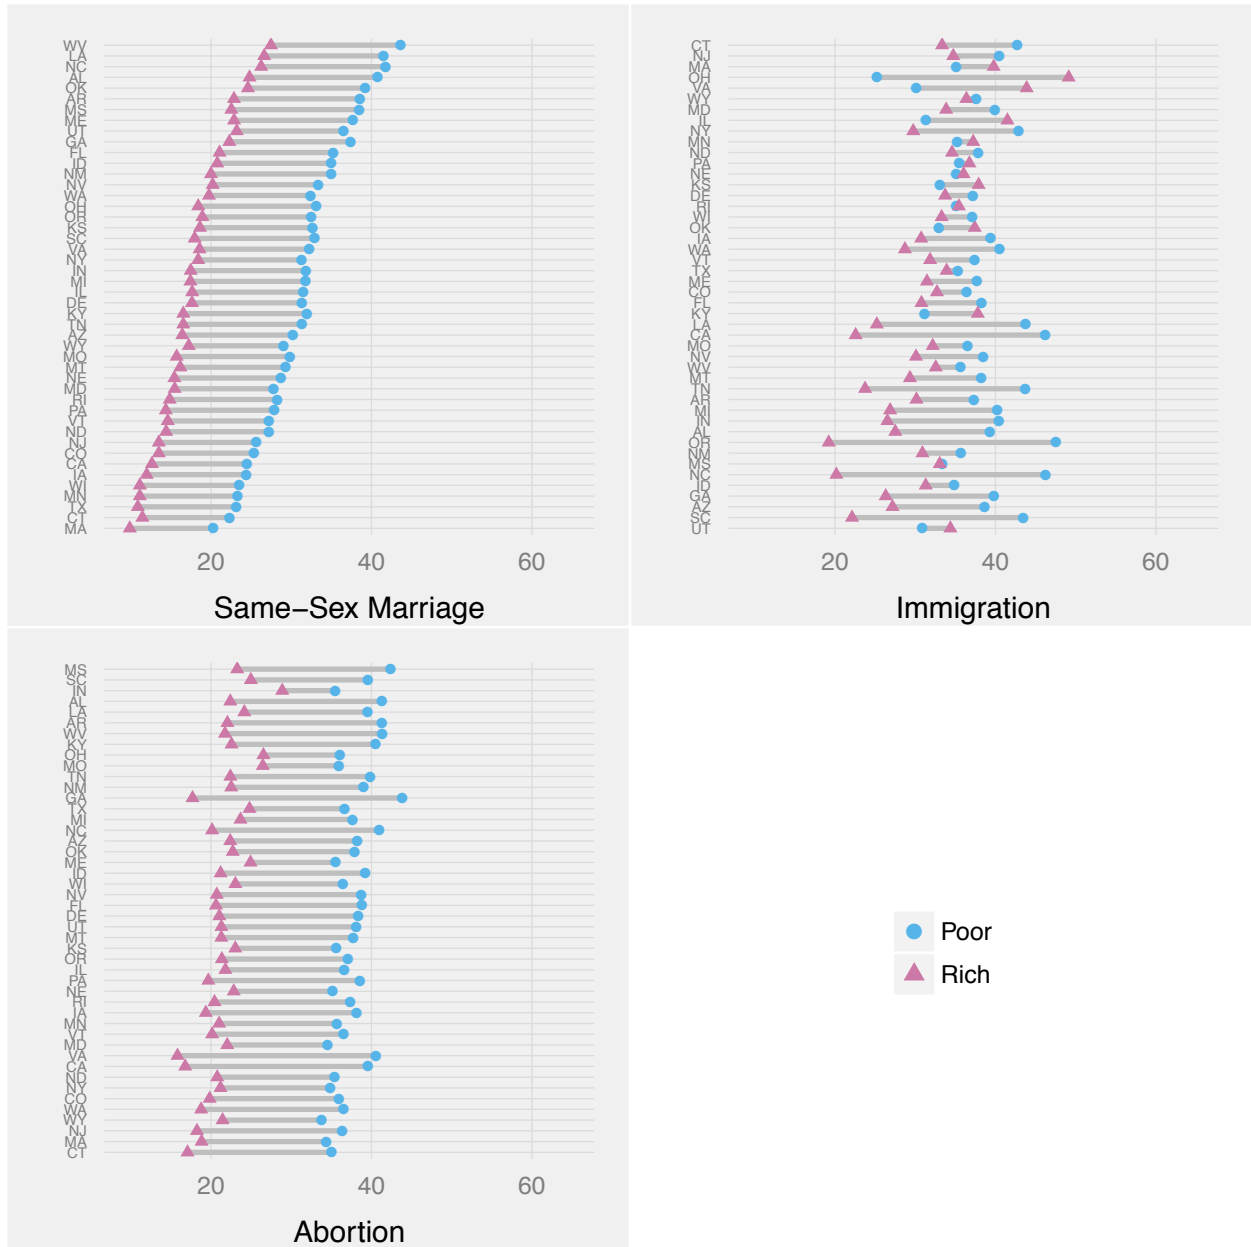 WV
LA
NC
AL
OK
AR
MS
ME
UT
GA
FL
ID
NM
NV
WA
OH
OR
KS
SC
VA
NY
IN
MI
IL
DE
KY
TN
AZ
WY
MO
MT
NE
MD
RI
PA
VT
ND
NJ
CO
CA
IA
WI
MN
TX
CT
MA
20 40 60
Same−Sex Marriage
CT
NJ
MA
OH
VA
WY
MD
IL
NY
MN
ND
PA
NE
KS
DE
RI
WI
OK
IA
WA
VT
TX
ME
CO
FL
KY
LA
CA
MO
NV
WV
MT
TN
AR
MI
IN
AL
OR
NM
MS
NC
ID
GA
AZ
SC
UT
20 40 60
Immigration
MS
SC
IN
AL
LA
AR
WV
KY
OH
MO
TN
NM
GA
TX
MI
NC
AZ
OK
ME
ID
WI
NV
FL
DE
UT
MT
KS
OR
IL
PA
NE
RI
IA
MN
VT
MD
VA
CA
ND
NY
CO
WA
WY
NJ
MA
CT
20 40 60
Abortion
Poor
Rich